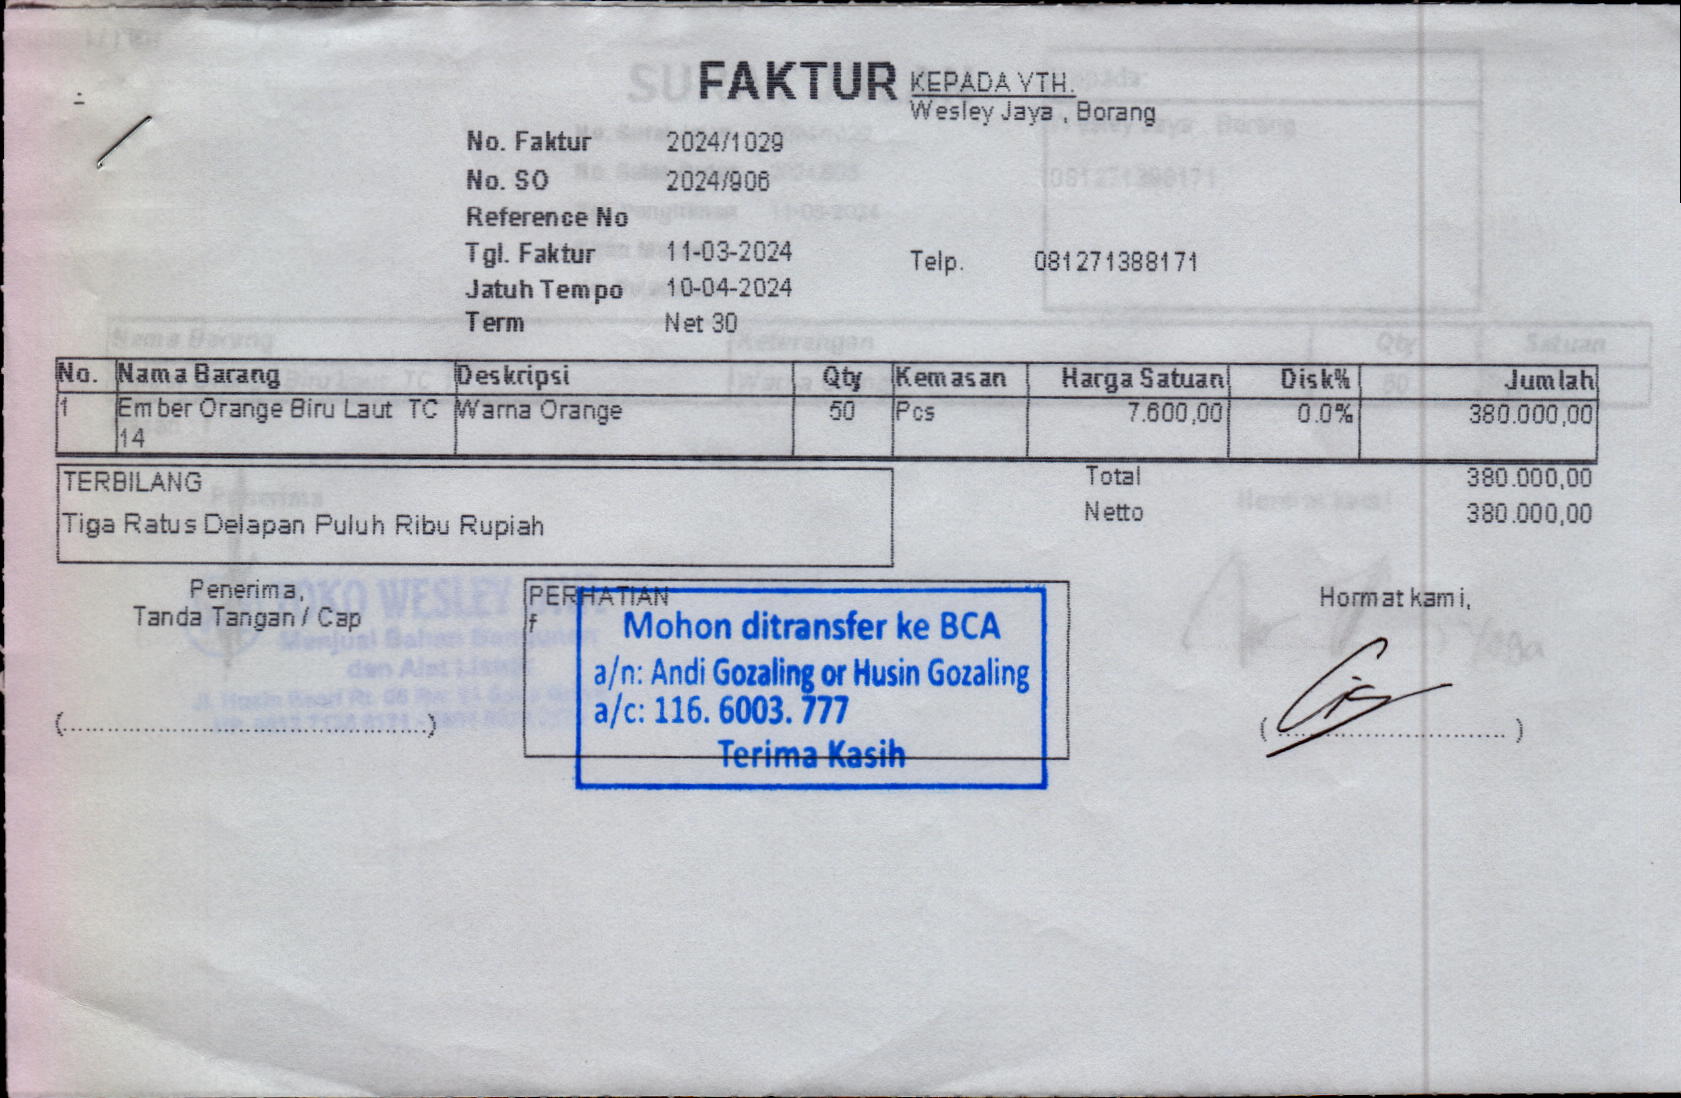 FAKTUR
KEPADA YTH.
Wesley Jaya , Borang
No. Faktur 2024/1029
No. SO 2024/906
Reference No
Tgl. Faktur 11-03-2024
Telp. 081271388171
Jatuh Tempo 10-04-2024
Term Net 30
No. Nama Barang Deskripsi Qty Kemasan Harga Satuan Disk% Jumlah
1 Ember Orange Biru Laut TC Warna Orange 50 Pcs 7.600,00 0.0% 380.000,00
14
TERBILANG
Tiga Ratus Delapan Puluh Ribu Rupiah
Total 380.000,00
Netto 380.000,00
Penerima,
Tanda Tangan / Cap
(................................................)
PERHATIAN
f
Mohon ditransfer ke BCA
a/n: Andi Gozaling or Husin Gozaling
a/c: 116. 6003. 777
Terima Kasih
Hormat kami,
(................................)